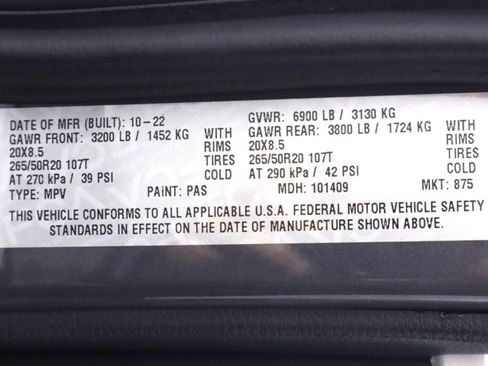 DATE OF MFR (BUILT): 10-22 GVWR: 6900 LB / 3130 KG
GAWR FRONT: 3200 LB / 1452 KG WITH GAWR REAR: 3800 LB / 1724 KG WITH
20X8.5 RIMS 20X8.5 RIMS
265/50R20 107T TIRES 265/50R20 107T TIRES
AT 270 kPa / 39 PSI COLD AT 290 kPa / 42 PSI COLD
TYPE: MPV PAINT: PAS MDH: 101409 MKT: 875
THIS VEHICLE CONFORMS TO ALL APPLICABLE U.S.A. FEDERAL MOTOR VEHICLE SAFETY
STANDARDS IN EFFECT ON THE DATE OF MANUFACTURE SHOWN ABOVE.